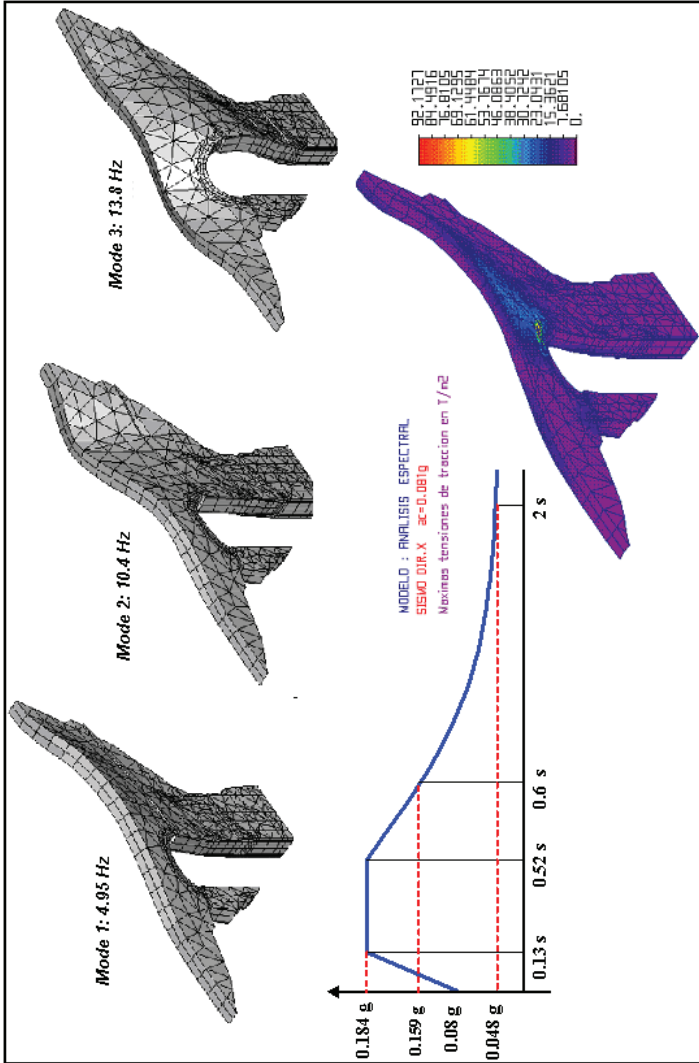 Mode 1: 4.95 Hz
Mode 2: 10.4 Hz
Mode 3: 13.8 Hz
0.184 g
0.159 g
0.08 g
0.048 g
0.13 s
0.52 s
0.6 s
2 s
MODELO : ANALISIS ESPECTRAL
SISMO DIR.X ac=0.081g
Maximas tensiones de traccion en T/m2
92.1727
84.4916
76.8105
69.1295
61.4484
53.7674
46.0863
38.4052
30.7242
23.0431
15.3621
7.68105
0.